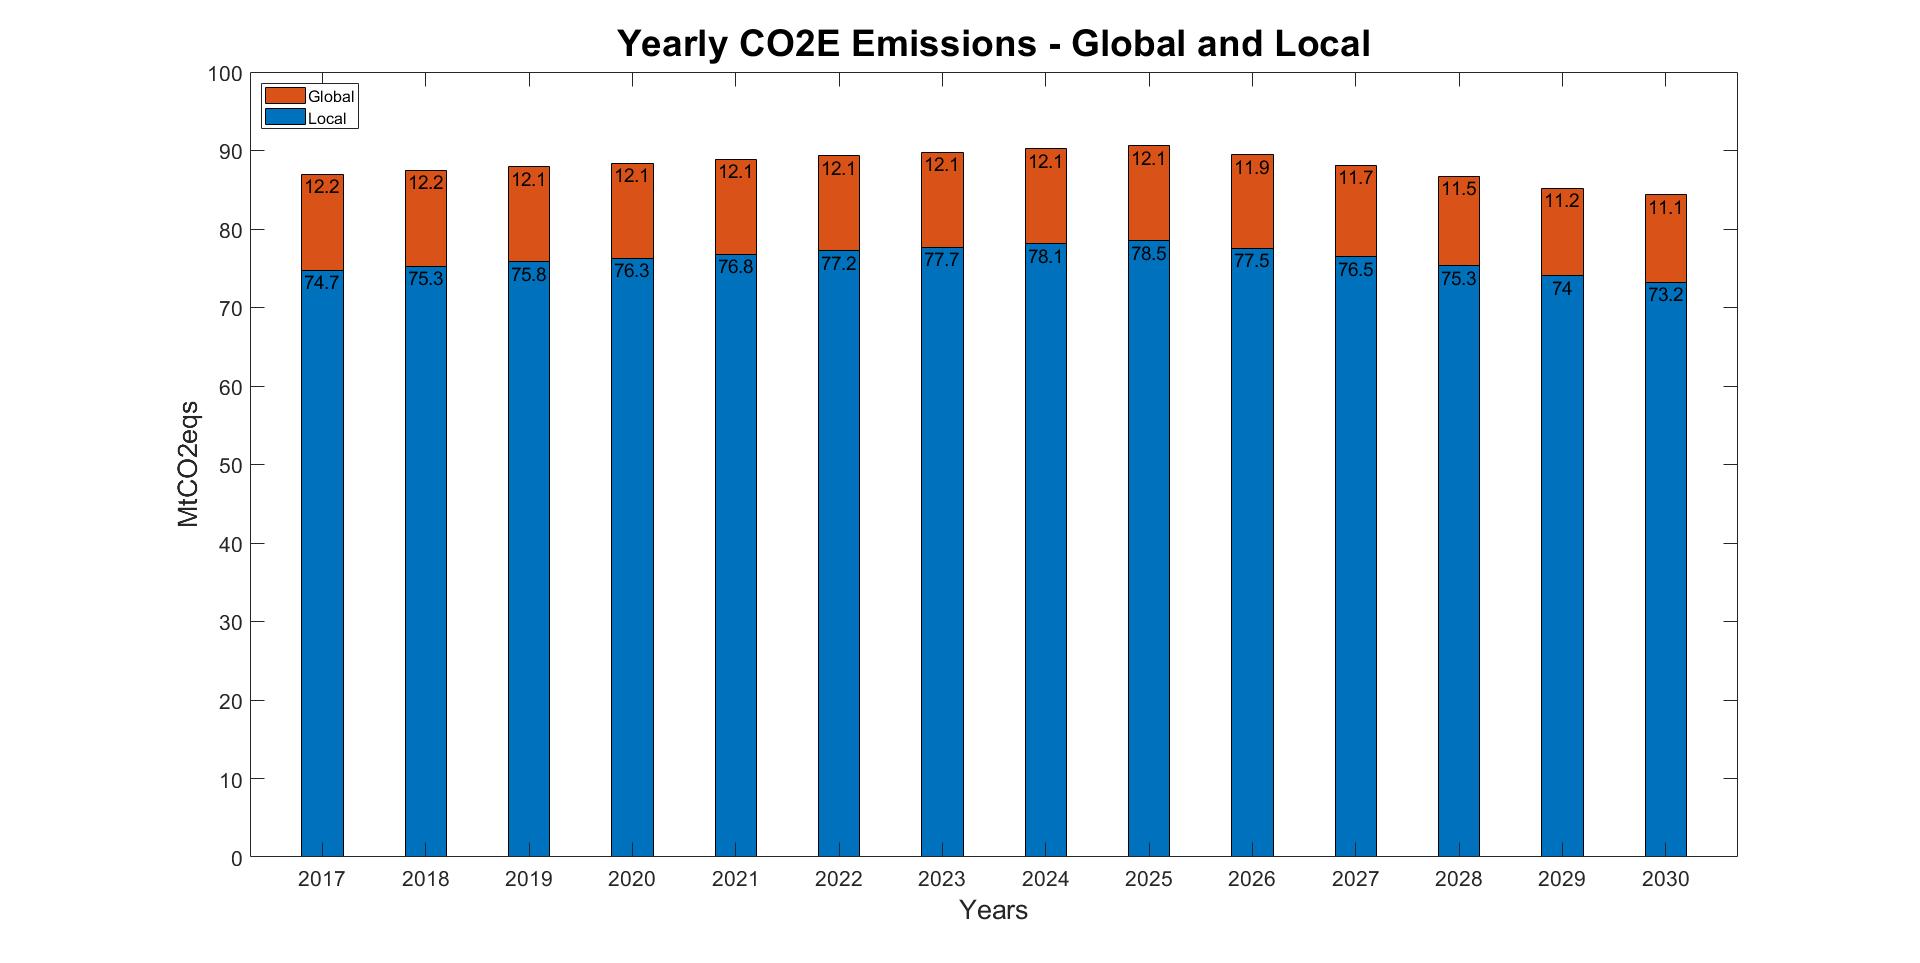 Yearly CO2E Emissions - Global and Local
100
90
80
70
60
50
40
30
20
10
0
MtCO2eqs
Global
Local
12.2 12.2 12.1 12.1 12.1 12.1 12.1 12.1 12.1 11.9 11.7 11.5 11.2 11.1
74.7 75.3 75.8 76.3 76.8 77.2 77.7 78.1 78.5 77.5 76.5 75.3 74 73.2
2017 2018 2019 2020 2021 2022 2023 2024 2025 2026 2027 2028 2029 2030
Years